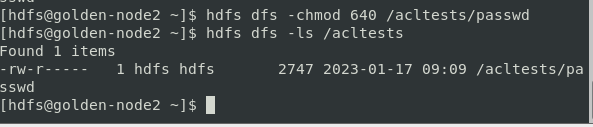 sswd
[hdfs@golden-node2 ~]$ hdfs dfs -chmod 640 /acltests/passwd
[hdfs@golden-node2 ~]$ hdfs dfs -ls /acltests
Found 1 items
-rw-r-----   1 hdfs hdfs       2747 2023-01-17 09:09 /acltests/pa
sswd
[hdfs@golden-node2 ~]$